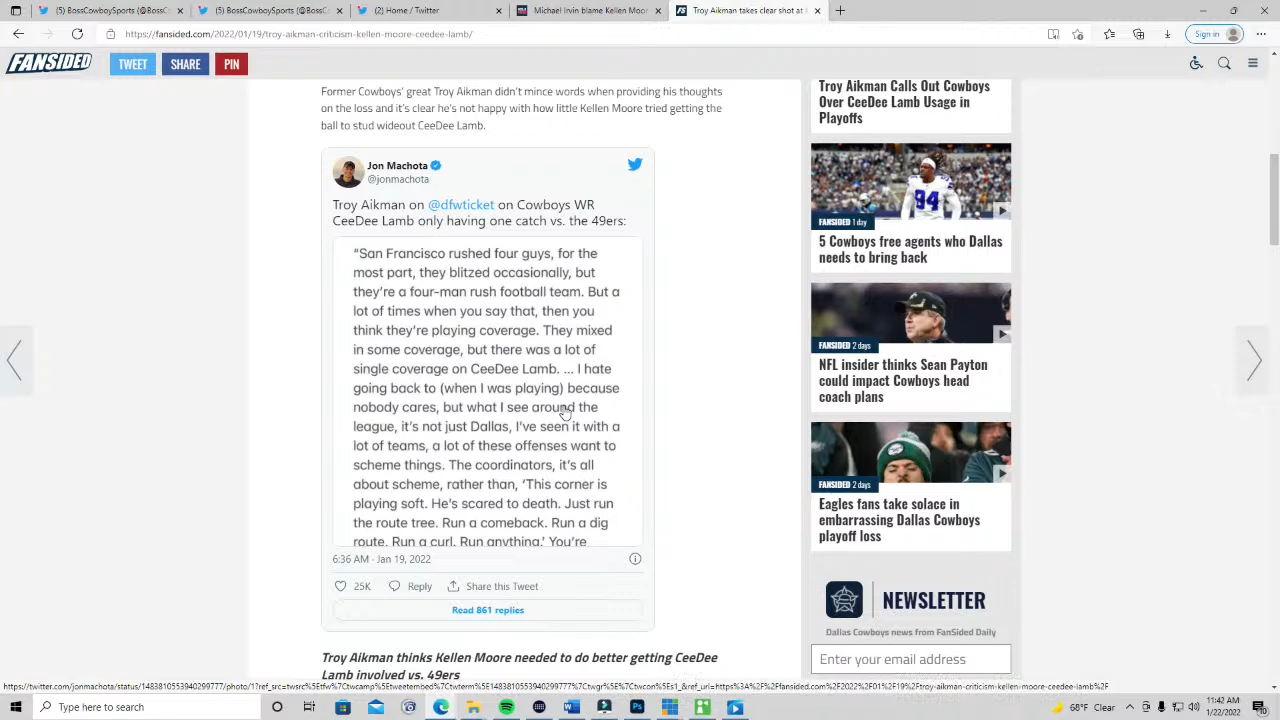 (5) Twitter
(5) Twitter
(2) Home / Twitter
Michael Irvin blame Kellen Moor
Troy Aikman takes clear shot at
https://fansided.com/2022/01/19/troy-aikman-critcism-kellen-moore-ceedee-lamb/
Sign in
FANSIDED
TWEET
SHARE
PIN
Former Cowboys' great Troy Aikman didn't mince words when providing his thoughts
on the loss and it's clear he's not happy with how little Kellen Moore tried getting the
ball to stud wideout CeeDee Lamb.
Jon Machota
@jonmachota
Troy Aikman on @dfwticket on Cowboys WR
CeeDee Lamb only having one catch vs. the 49ers:
“San Francisco rushed four guys, for the
most part, they blitzed occasionally, but
they're a four-man rush football team. But a
lot of times when you say that, then you
think they're playing coverage. They mixed
in some coverage, but there was a lot of
single coverage on CeeDee Lamb. ... I hate
going back to (when I was playing) because
nobody cares, but what I see around the
league, it's not just Dallas, I've seen it with a
lot of teams, a lot of these offenses want to
scheme things. The coordinators, it's all
about scheme, rather than, 'This corner is
playing soft. He's scared to death. Just run
the route tree. Run a comeback. Run a dig
route. Run a curl. Run anything.' You're
6:36 AM · Jan 19, 2022
25K
Reply
Share this Tweet
Read 861 replies
Troy Aikman thinks Kellen Moore needed to do better getting CeeDee
Lamb involved vs. 49ers
Troy Aikman Calls Out Cowboys
Over CeeDee Lamb Usage in
Playoffs
94
FANSIDED 1 day
5 Cowboys free agents who Dallas
needs to bring back
FANSIDED 2 days
NFL insider thinks Sean Payton
could impact Cowboys head
coach plans
FANSIDED 2 days
Eagles fans take solace in
embarrassing Dallas Cowboys
playoff loss
NEWSLETTER
Dallas Cowboys news from FanSided Daily
Enter your email address
Type here to search
68°F Clear
11:42 AM
1/22/2022